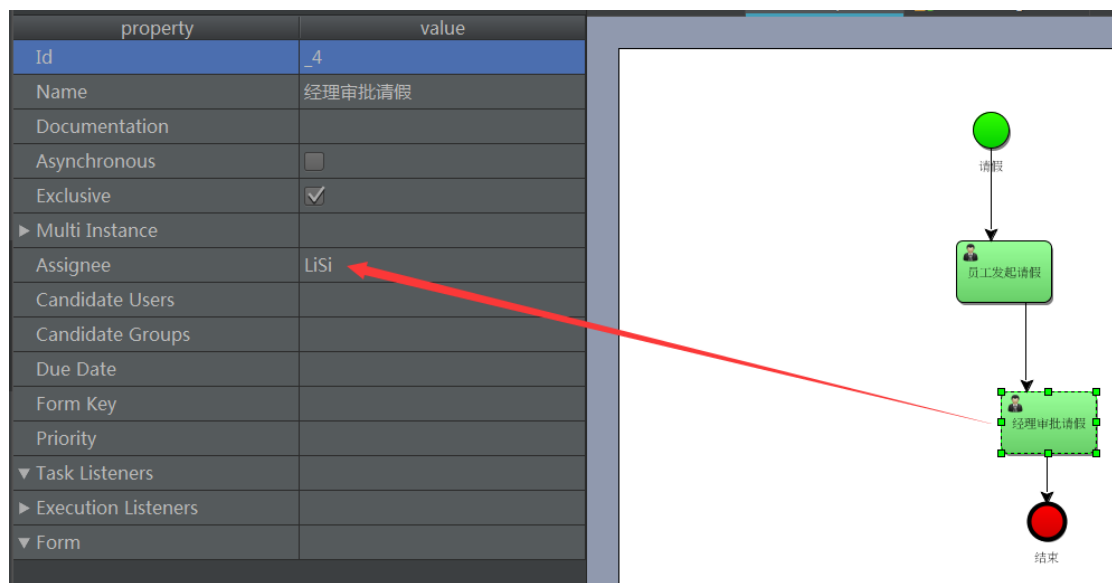 property value
Id _4
Name 经理审批请假
Documentation
Asynchronous
Exclusive
Multi Instance
Assignee LiSi
Candidate Users
Candidate Groups
Due Date
Form Key
Priority
Task Listeners
Execution Listeners
Form
请假
员工发起请假
经理审批请假
结束